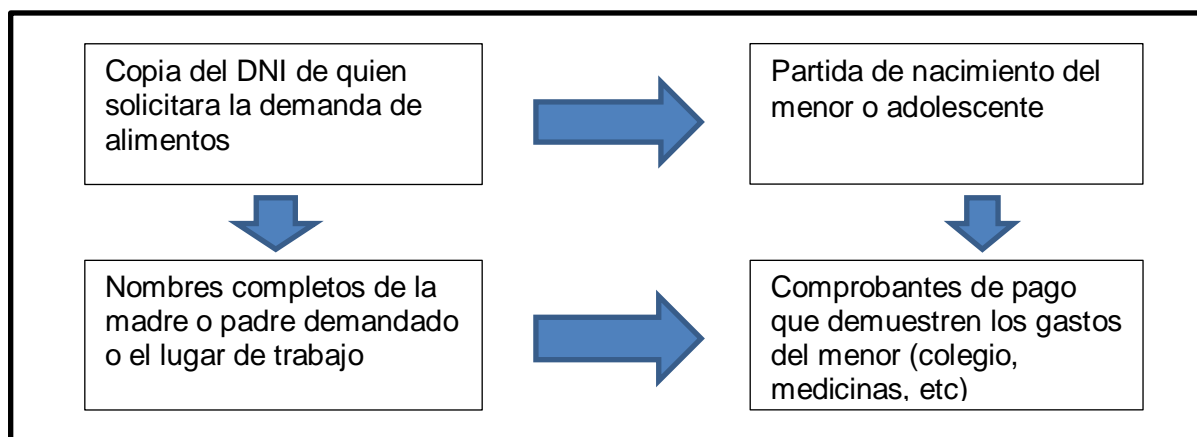 Copia del DNI de quien
solicitara la demanda de
alimentos
Partida de nacimiento del
menor o adolescente
Nombres completos de la
madre o padre demandado
o el lugar de trabajo
Comprobantes de pago
que demuestren los gastos
del menor (colegio,
medicinas, etc)